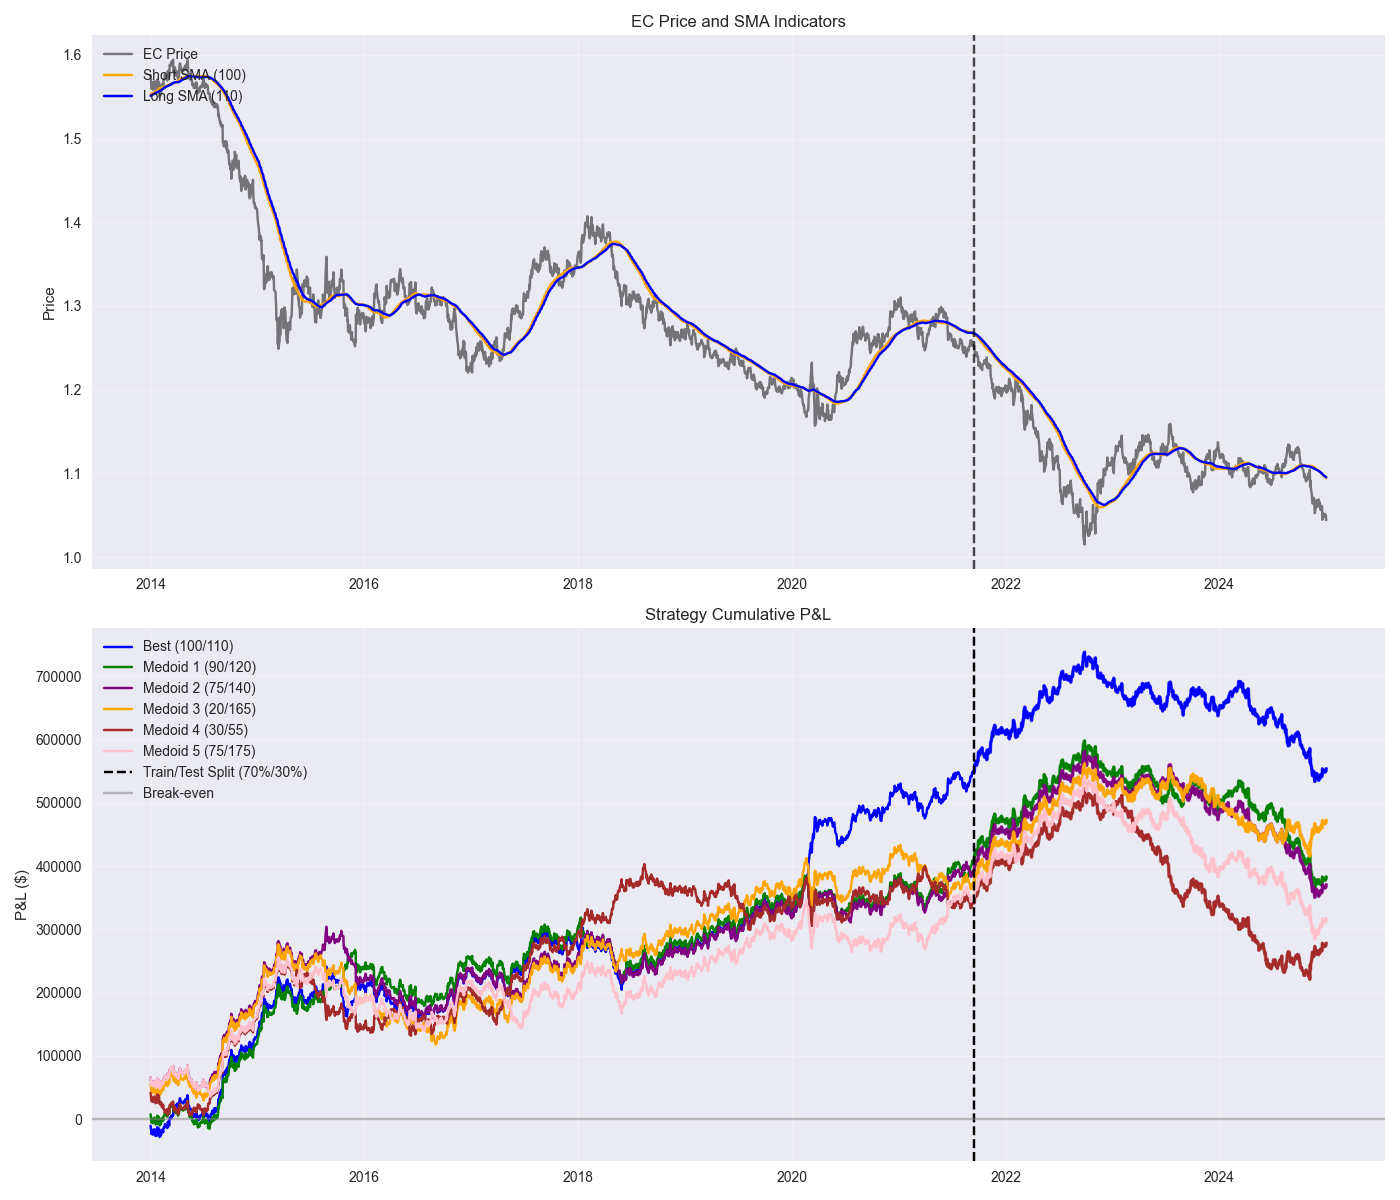 EC Price and SMA Indicators
EC Price
Short SMA (100)
Long SMA (110)
1.6
1.5
1.4
1.3
1.2
1.1
1.0
Price
2014 2016 2018 2020 2022 2024
Strategy Cumulative P&L
Best (100/110)
Medoid 1 (90/120)
Medoid 2 (75/140)
Medoid 3 (20/165)
Medoid 4 (30/55)
Medoid 5 (75/175)
Train/Test Split (70%/30%)
Break-even
700000
600000
500000
400000
300000
200000
100000
0
P&L ($)
2014 2016 2018 2020 2022 2024